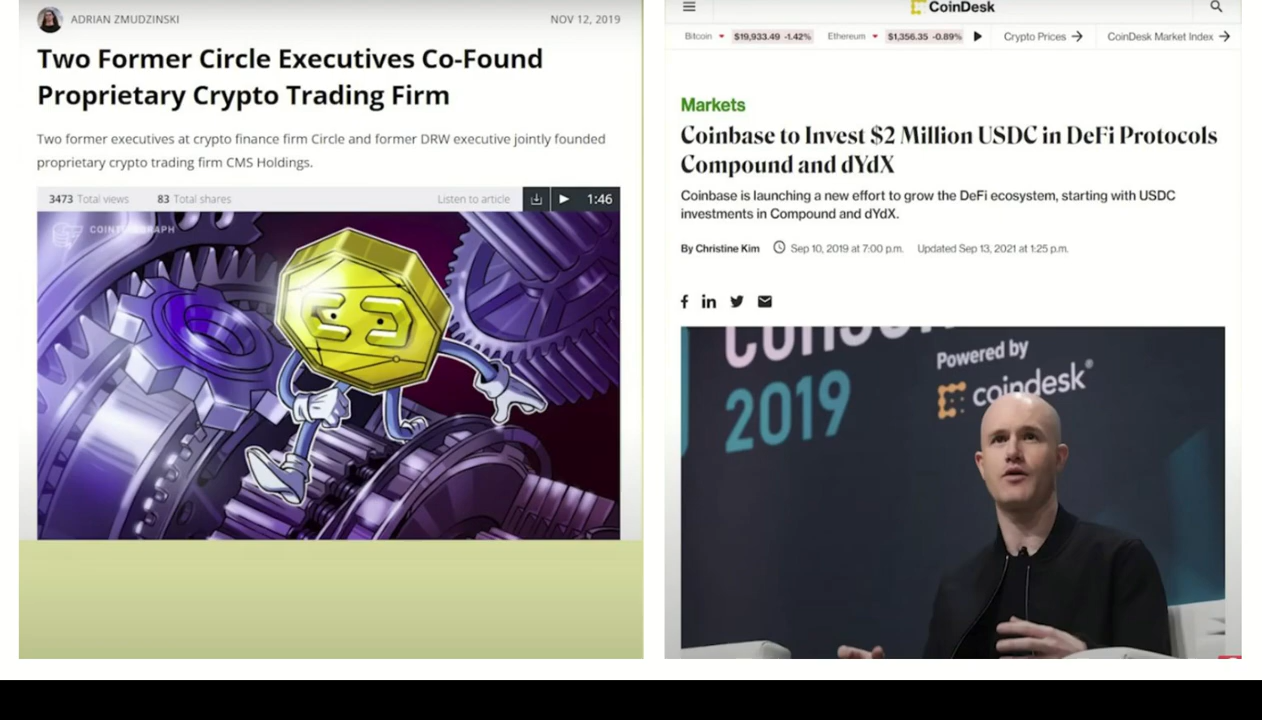 ADRIAN ZMUDZINSKI
NOV 12, 2019
Two Former Circle Executives Co-Found
Proprietary Crypto Trading Firm
Two former executives at crypto finance firm Circle and former DRW executive jointly founded
proprietary crypto trading firm CMS Holdings.
3473 Total views 83 Total shares
Listen to article
1:46
CoinDesk
Bitcoin $19,933.49 -1.42% Ethereum $1,356.35 -0.89% Crypto Prices → CoinDesk Market Index →
Markets
Coinbase to Invest $2 Million USDC in DeFi Protocols
Compound and dYdX
Coinbase is launching a new effort to grow the DeFi ecosystem, starting with USDC
investments in Compound and dYdX.
By Christine Kim Sep 10, 2019 at 7:00 p.m. Updated Sep 13, 2021 at 1:25 p.m.
2019
Powered by
coindesk®